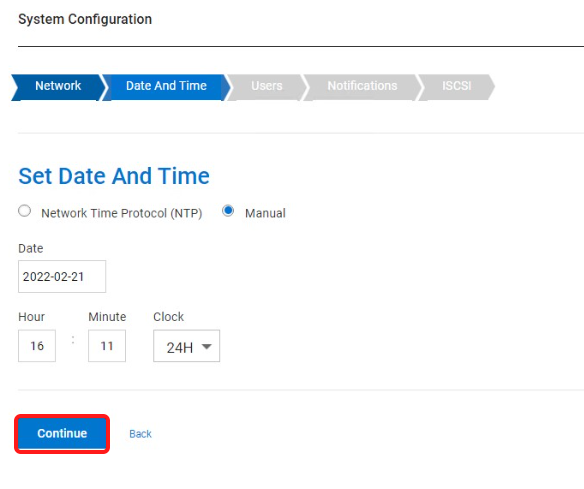 System Configuration
Network Date And Time Users Notifications ISCSI
Set Date And Time
Network Time Protocol (NTP) Manual
Date
2022-02-21
Hour Minute Clock
16 : 11 24H
Continue Back